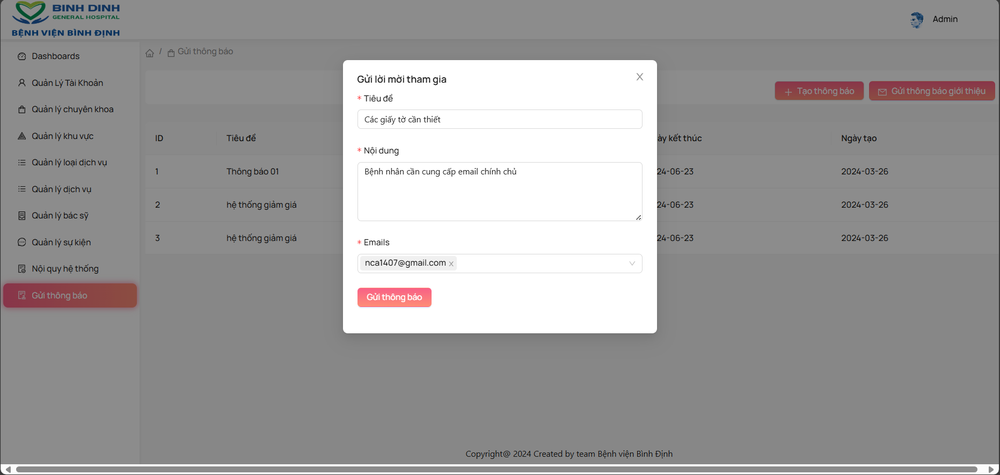 BINH DINH
GENERAL HOSPITAL
BỆNH VIỆN BÌNH ĐỊNH
Admin
Dashboards
Quản Lý Tài Khoản
Quản lý chuyên khoa
Quản lý khu vực
Quản lý loại dịch vụ
Quản lý dịch vụ
Quản lý bác sỹ
Quản lý sự kiện
Nội quy hệ thống
Gửi thông báo
/ Gửi thông báo
Tạo thông báo
Gửi thông báo giới thiệu
ID Tiêu đề ày kết thúc Ngày tạo
1 Thông báo 01 24-06-23 2024-03-26
2 hệ thống giảm giá 24-06-23 2024-03-26
3 hệ thống giảm giá 24-06-23 2024-03-26
Gửi lời mời tham gia
* Tiêu đề
Các giấy tờ cần thiết
* Nội dung
Bệnh nhân cần cung cấp email chính chủ
* Emails
nca1407@gmail.com
Gửi thông báo
Copyright@ 2024 Created by team Bệnh viện Bình Định